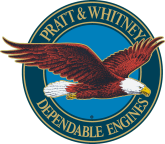 PRATT & WHITNEY
DEPENDABLE ENGINES